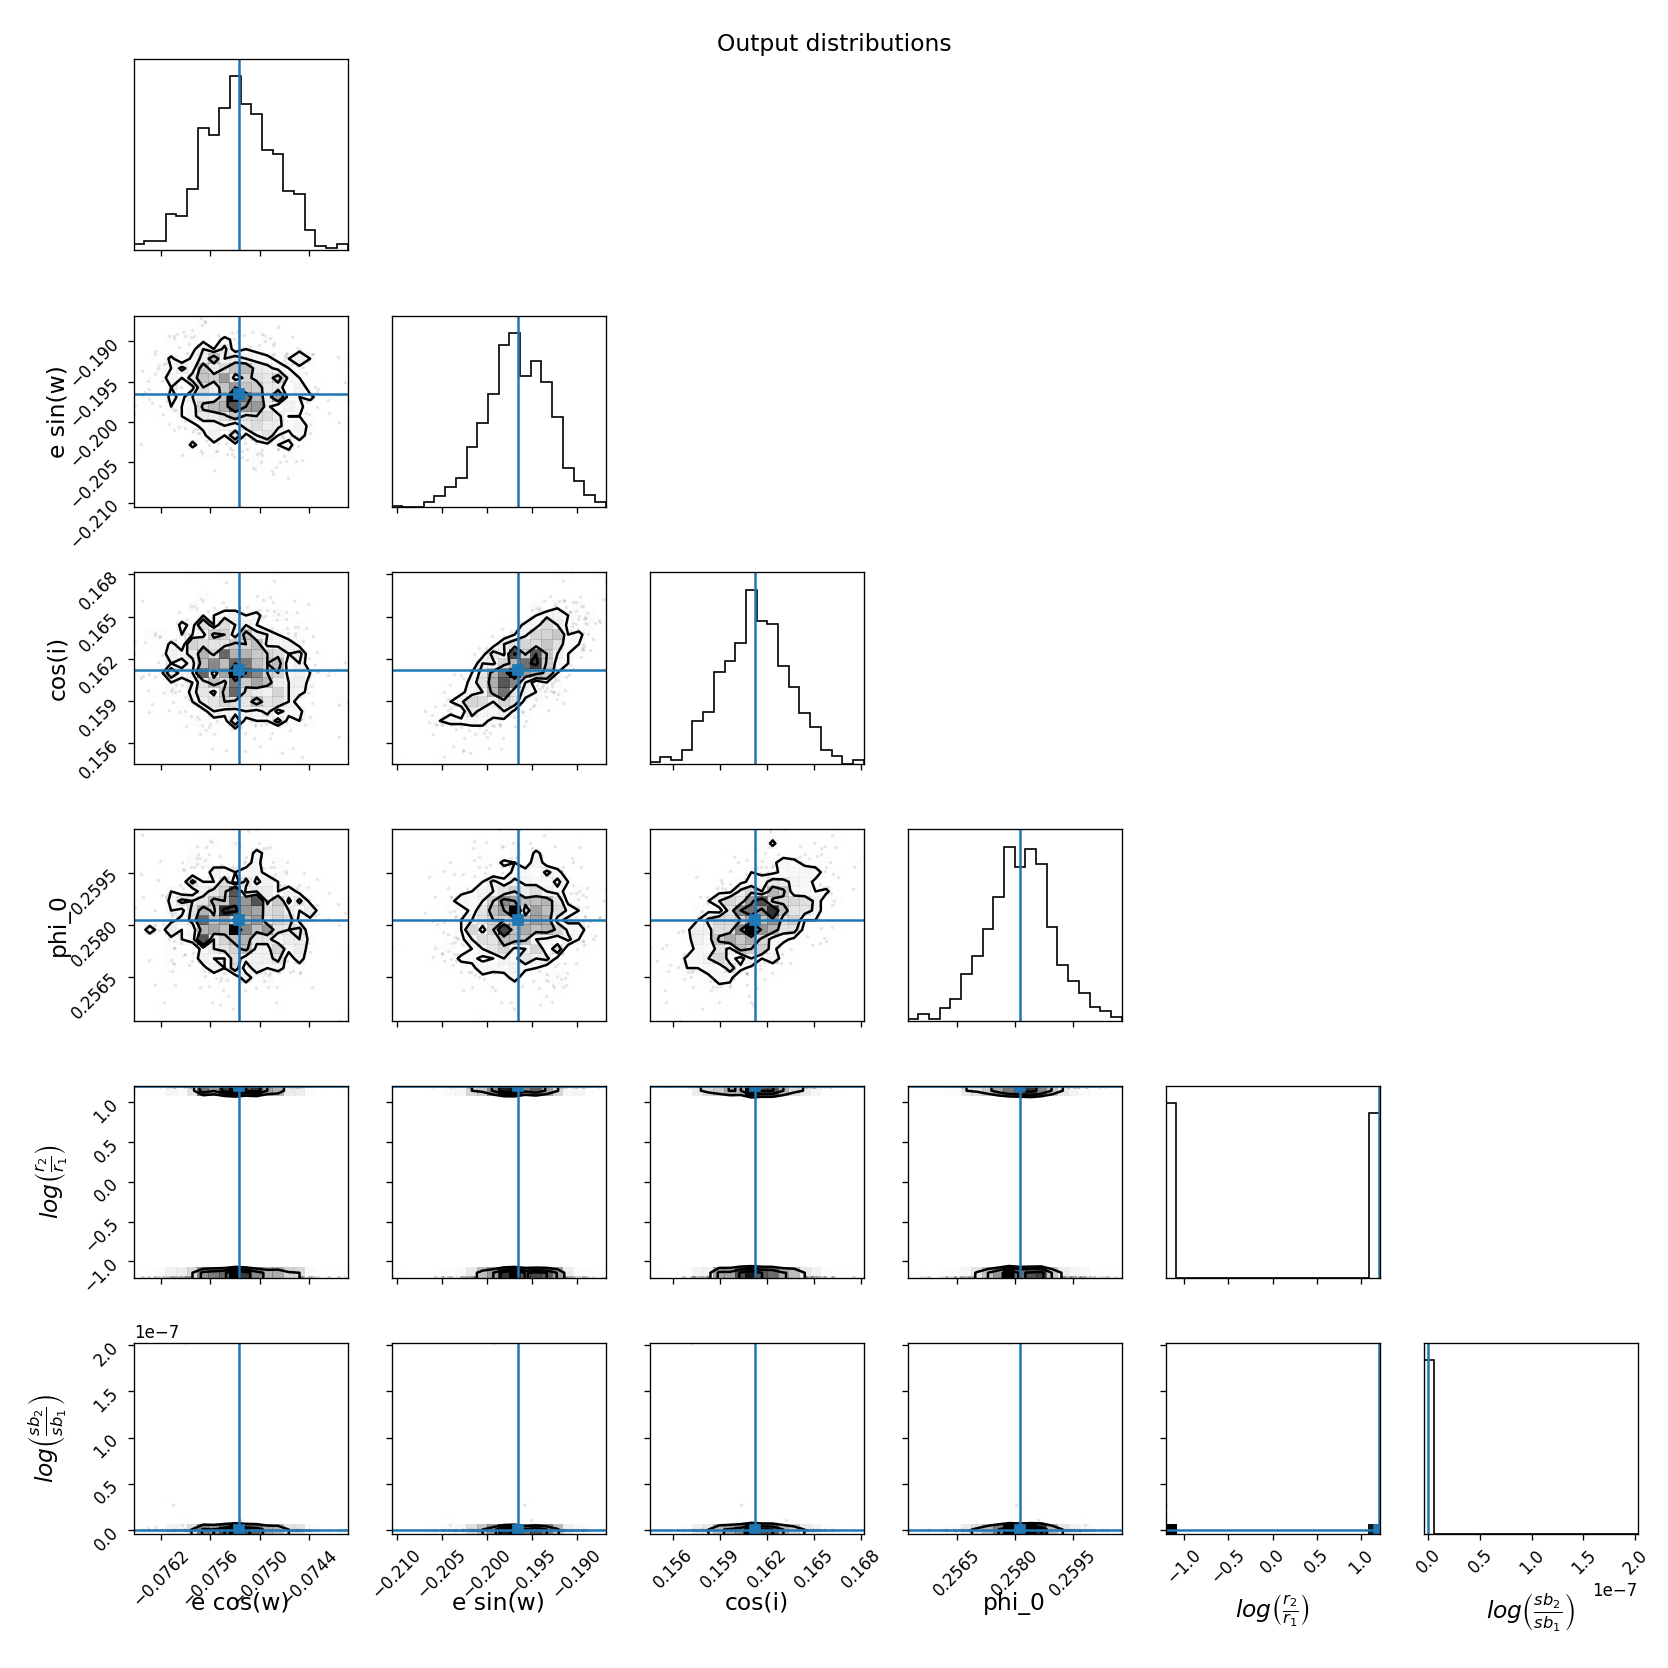 Output distributions
e sin(w)
−0.190
−0.195
−0.200
−0.205
−0.210
cos(i)
0.168
0.165
0.162
0.159
0.156
phi_0
0.2595
0.2580
0.2565
log(r₂/r₁)
1.0
0.5
0.0
−0.5
−1.0
1e−7
log(sb₂/sb₁)
2.0
1.5
1.0
0.5
0.0
−0.0762 −0.0756 −0.0750 −0.0744
−0.210 −0.205 −0.200 −0.195 −0.190
0.156 0.159 0.162 0.165 0.168
0.2565 0.2580 0.2595
−1.0 −0.5 0.0 0.5 1.0
0.0 0.5 1.0 1.5 2.0
1e−7
e cos(w) e sin(w) cos(i) phi_0 log(r₂/r₁) log(sb₂/sb₁)